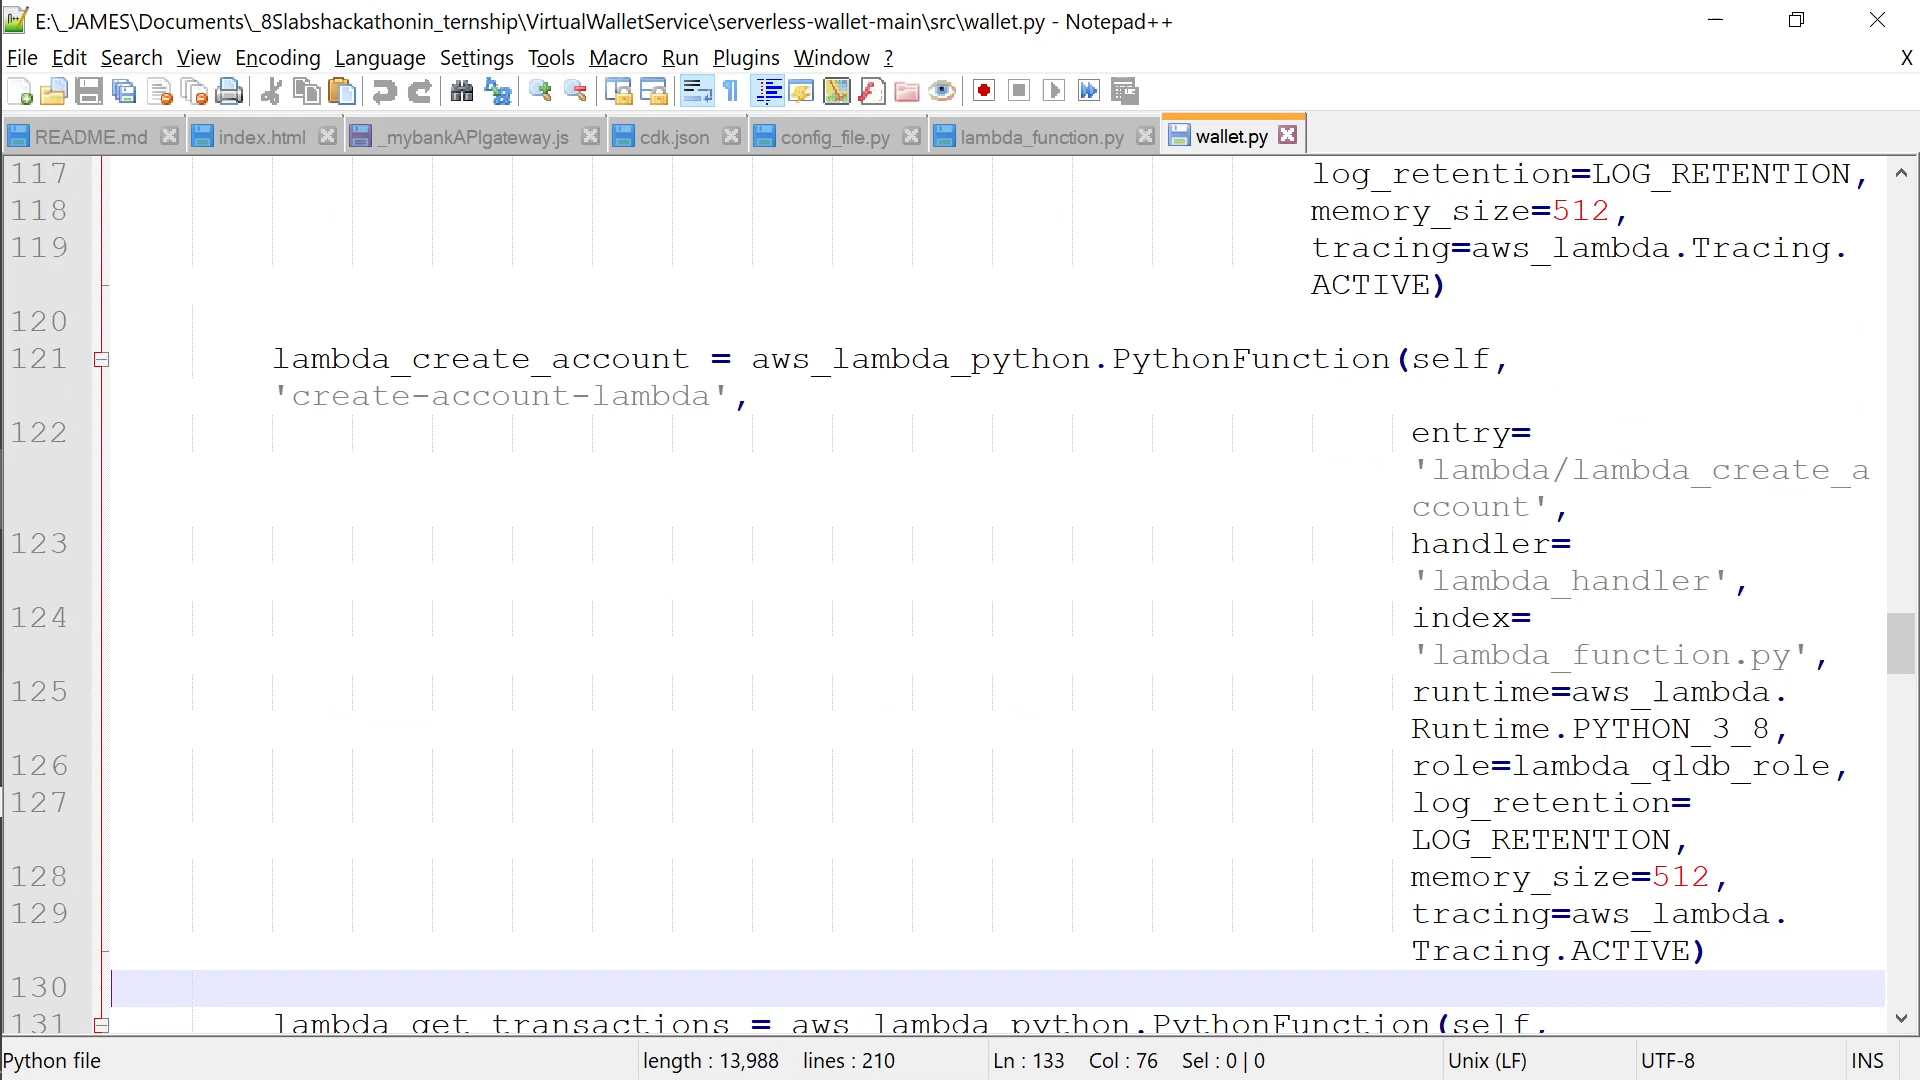 E:\_JAMES\Documents\_8Slabshackathonin_ternship\VirtualWalletService\serverless-wallet-main\src\wallet.py - Notepad++
File Edit Search View Encoding Language Settings Tools Macro Run Plugins Window ? X
README.md index.html _mybankAPIgateway.js cdk.json config_file.py lambda_function.py wallet.py
117 log_retention=LOG_RETENTION,
118 memory_size=512,
119 tracing=aws_lambda.Tracing.
ACTIVE)
120
121 lambda_create_account = aws_lambda_python.PythonFunction(self,
'create-account-lambda',
122 entry=
'lambda/lambda_create_a
ccount',
123 handler=
'lambda_handler',
124 index=
'lambda_function.py',
125 runtime=aws_lambda.
Runtime.PYTHON_3_8,
126 role=lambda_qldb_role,
127 log_retention=
LOG_RETENTION,
128 memory_size=512,
129 tracing=aws_lambda.
Tracing.ACTIVE)
130
131 lambda_get_transactions = aws_lambda_python.PythonFunction(self,
Python file length : 13,988 lines : 210 Ln : 133 Col : 76 Sel : 0 | 0 Unix (LF) UTF-8 INS